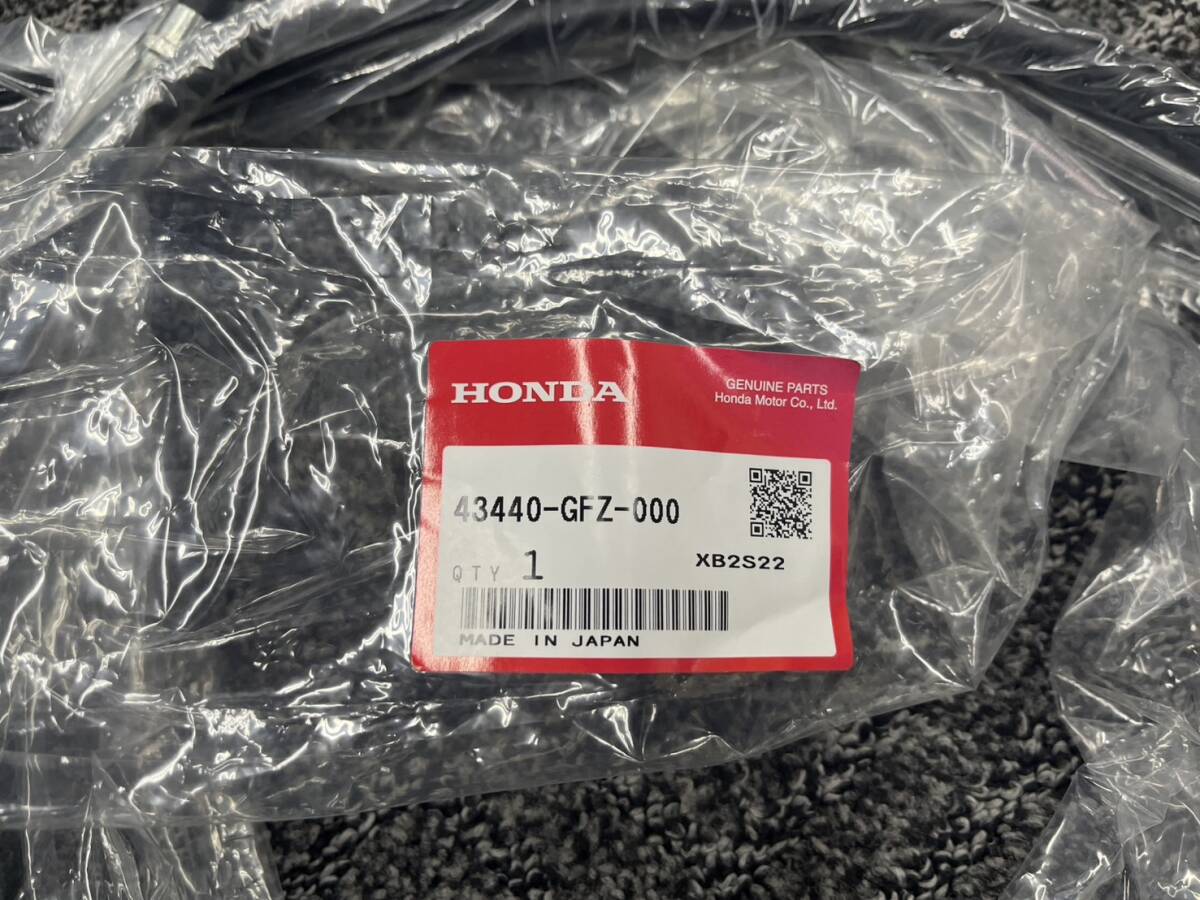 HONDA
GENUINE PARTS
Honda Motor Co., Ltd.
43440-GFZ-000
QTY 1
XB2S22
MADE IN JAPAN